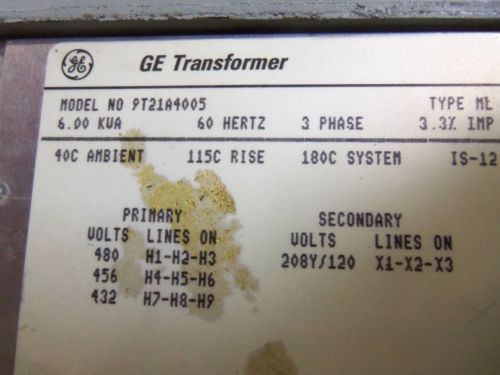 GE GE Transformer
MODEL NO 9T21A4005 TYPE ML
6.00 KVA 60 HERTZ 3 PHASE 3.3% IMP
40C AMBIENT 115C RISE 180C SYSTEM IS-12
PRIMARY
VOLTS LINES ON
480 H1-H2-H3
456 H4-H5-H6
432 H7-H8-H9
SECONDARY
VOLTS LINES ON
208Y/120 X1-X2-X3